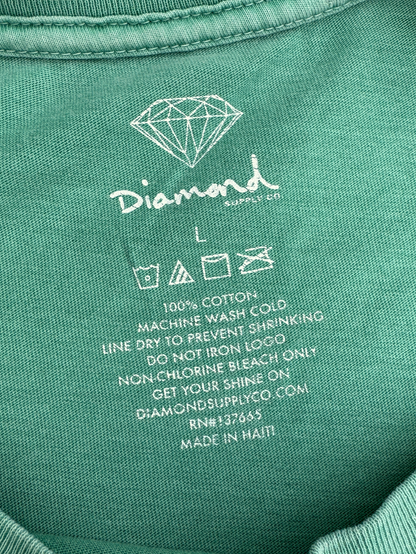 Diamond
SUPPLY CO
L
100% COTTON
MACHINE WASH COLD
LINE DRY TO PREVENT SHRINKING
DO NOT IRON LOGO
NON-CHLORINE BLEACH ONLY
GET YOUR SHINE ON
DIAMONDSUPPLYCO.COM
RN#137665
MADE IN HAITI